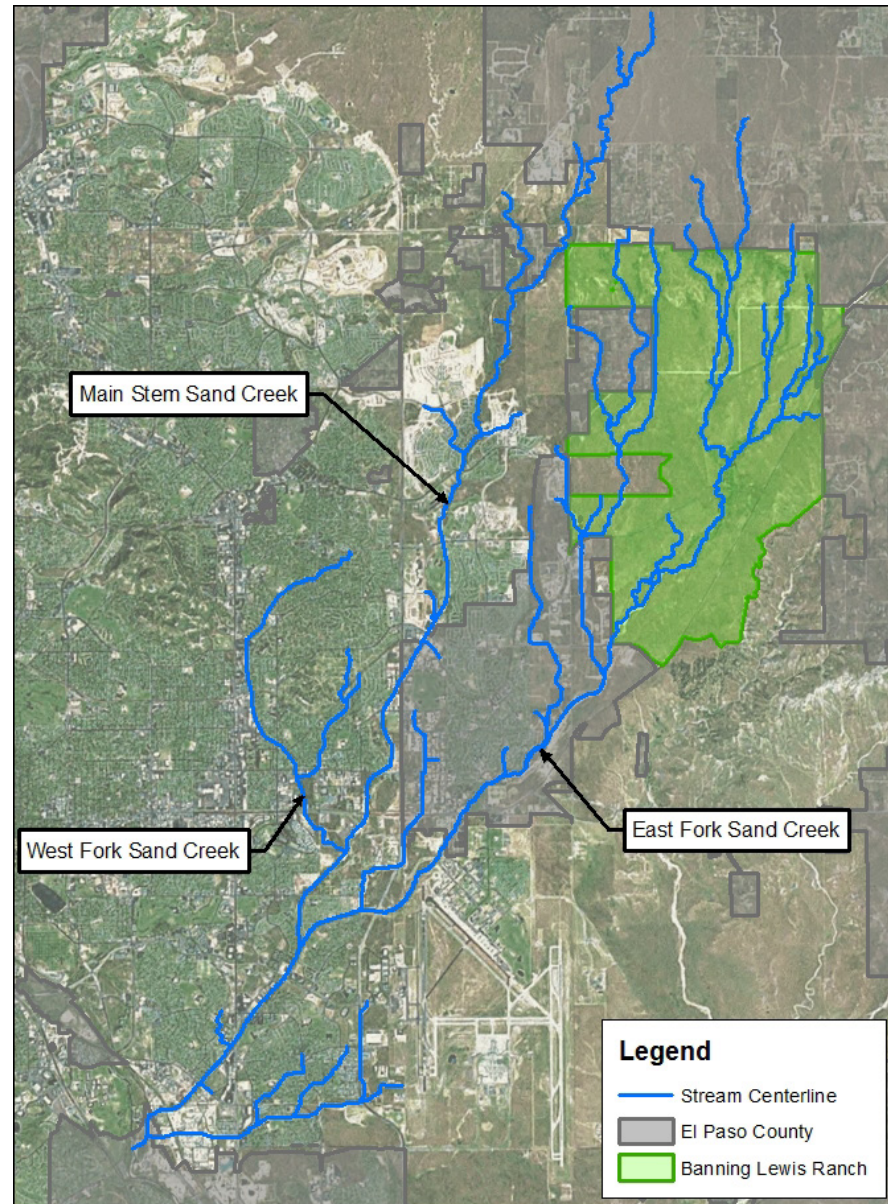 Main Stem Sand Creek
West Fork Sand Creek
East Fork Sand Creek
Legend
Stream Centerline
El Paso County
Banning Lewis Ranch